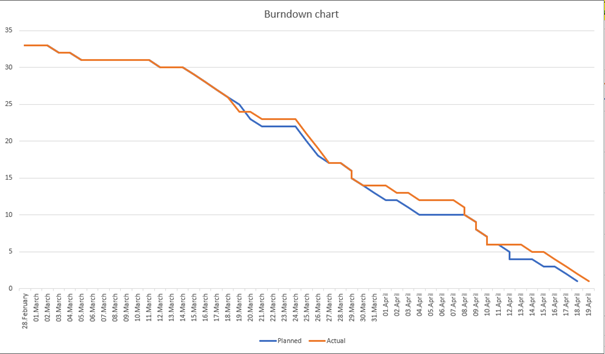 Burndown chart
35
30
25
20
15
10
5
0
28.February
01.March
02.March
03.March
04.March
05.March
06.March
07.March
08.March
09.March
10.March
11.March
12.March
13.March
14.March
15.March
16.March
17.March
18.March
19.March
20.March
21.March
22.March
23.March
24.March
25.March
26.March
27.March
28.March
29.March
30.March
31.March
01.April
02.April
03.April
04.April
05.April
06.April
07.April
08.April
09.April
10.April
11.April
12.April
13.April
14.April
15.April
16.April
17.April
18.April
19.April
Planned Actual